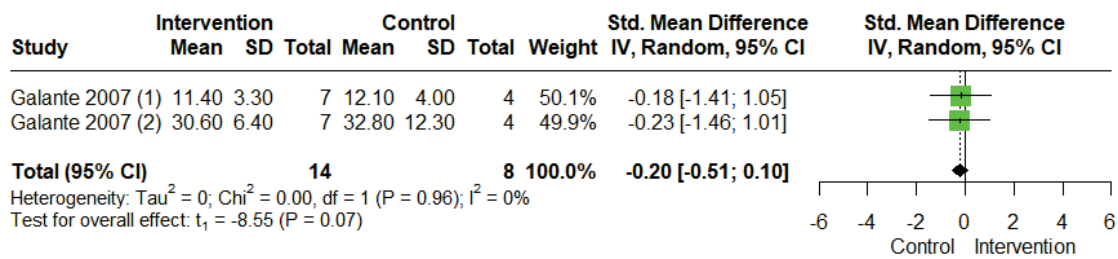 Intervention Control Std. Mean Difference Std. Mean Difference
Study Mean SD Total Mean SD Total Weight IV, Random, 95% CI IV, Random, 95% CI
Galante 2007 (1) 11.40 3.30 7 12.10 4.00 4 50.1% -0.18 [-1.41; 1.05]
Galante 2007 (2) 30.60 6.40 7 32.80 12.30 4 49.9% -0.23 [-1.46; 1.01]
Total (95% CI) 14 8 100.0% -0.20 [-0.51; 0.10]
Heterogeneity: Tau² = 0; Chi² = 0.00, df = 1 (P = 0.96); I² = 0%
Test for overall effect: t₁ = -8.55 (P = 0.07)
-6 -4 -2 0 2 4 6
Control Intervention